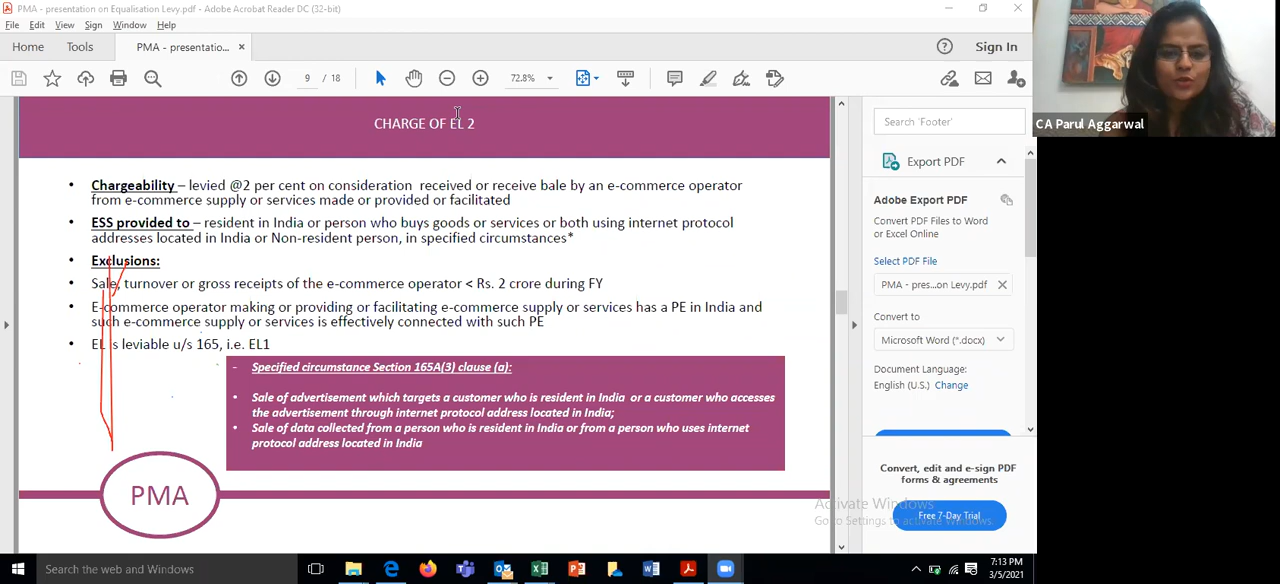 PMA - presentation on Equalisation Levy.pdf - Adobe Acrobat Reader DC (32-bit)
File Edit View Sign Window Help
Home Tools PMA - presentatio... × Sign In
9 / 18 72.8%
CHARGE OF EL 2
• Chargeability – levied @2 per cent on consideration received or receive bale by an e-commerce operator
from e-commerce supply or services made or provided or facilitated
• ESS provided to – resident in India or person who buys goods or services or both using internet protocol
addresses located in India or Non-resident person, in specified circumstances*
• Exclusions:
• Sale, turnover or gross receipts of the e-commerce operator < Rs. 2 crore during FY
• E-commerce operator making or providing or facilitating e-commerce supply or services has a PE in India and
such e-commerce supply or services is effectively connected with such PE
• EL is leviable u/s 165, i.e. EL1
- Specified circumstance Section 165A(3) clause (a):
• Sale of advertisement which targets a customer who is resident in India or a customer who accesses
the advertisement through internet protocol address located in India;
• Sale of data collected from a person who is resident in India or from a person who uses internet
protocol address located in India
PMA
Search 'Footer'
Export PDF
Adobe Export PDF
Convert PDF Files to Word
or Excel Online
Select PDF File
PMA - pres...on Levy.pdf ×
Convert to
Microsoft Word (*.docx)
Document Language:
English (U.S.) Change
Convert, edit and e-sign PDF
forms & agreements
Free 7-Day Trial
Activate Windows
Go to Settings to activate Windows.
CA Parul Aggarwal
Search the web and Windows
7:13 PM
3/5/2021